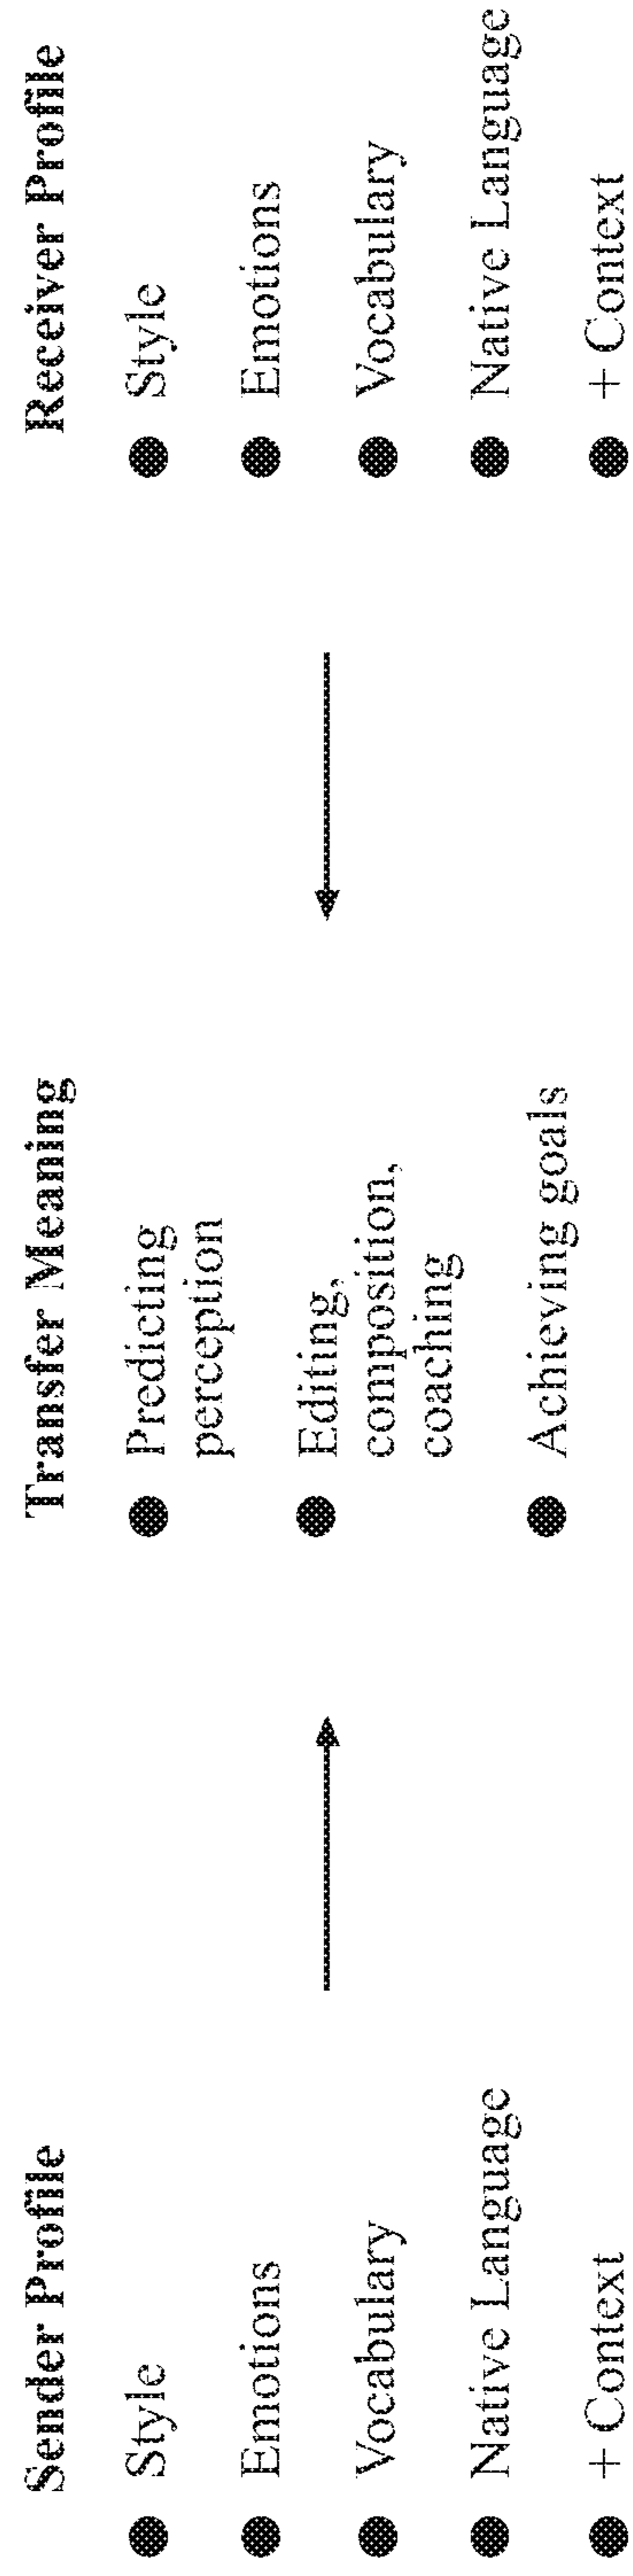 Sender Profile
Style
Emotions
Vocabulary
Native Language
+ Context
Transfer Meaning
Predicting
perception
Editing,
composition,
coaching
Achieving goals
Receiver Profile
Style
Emotions
Vocabulary
Native Language
+ Context